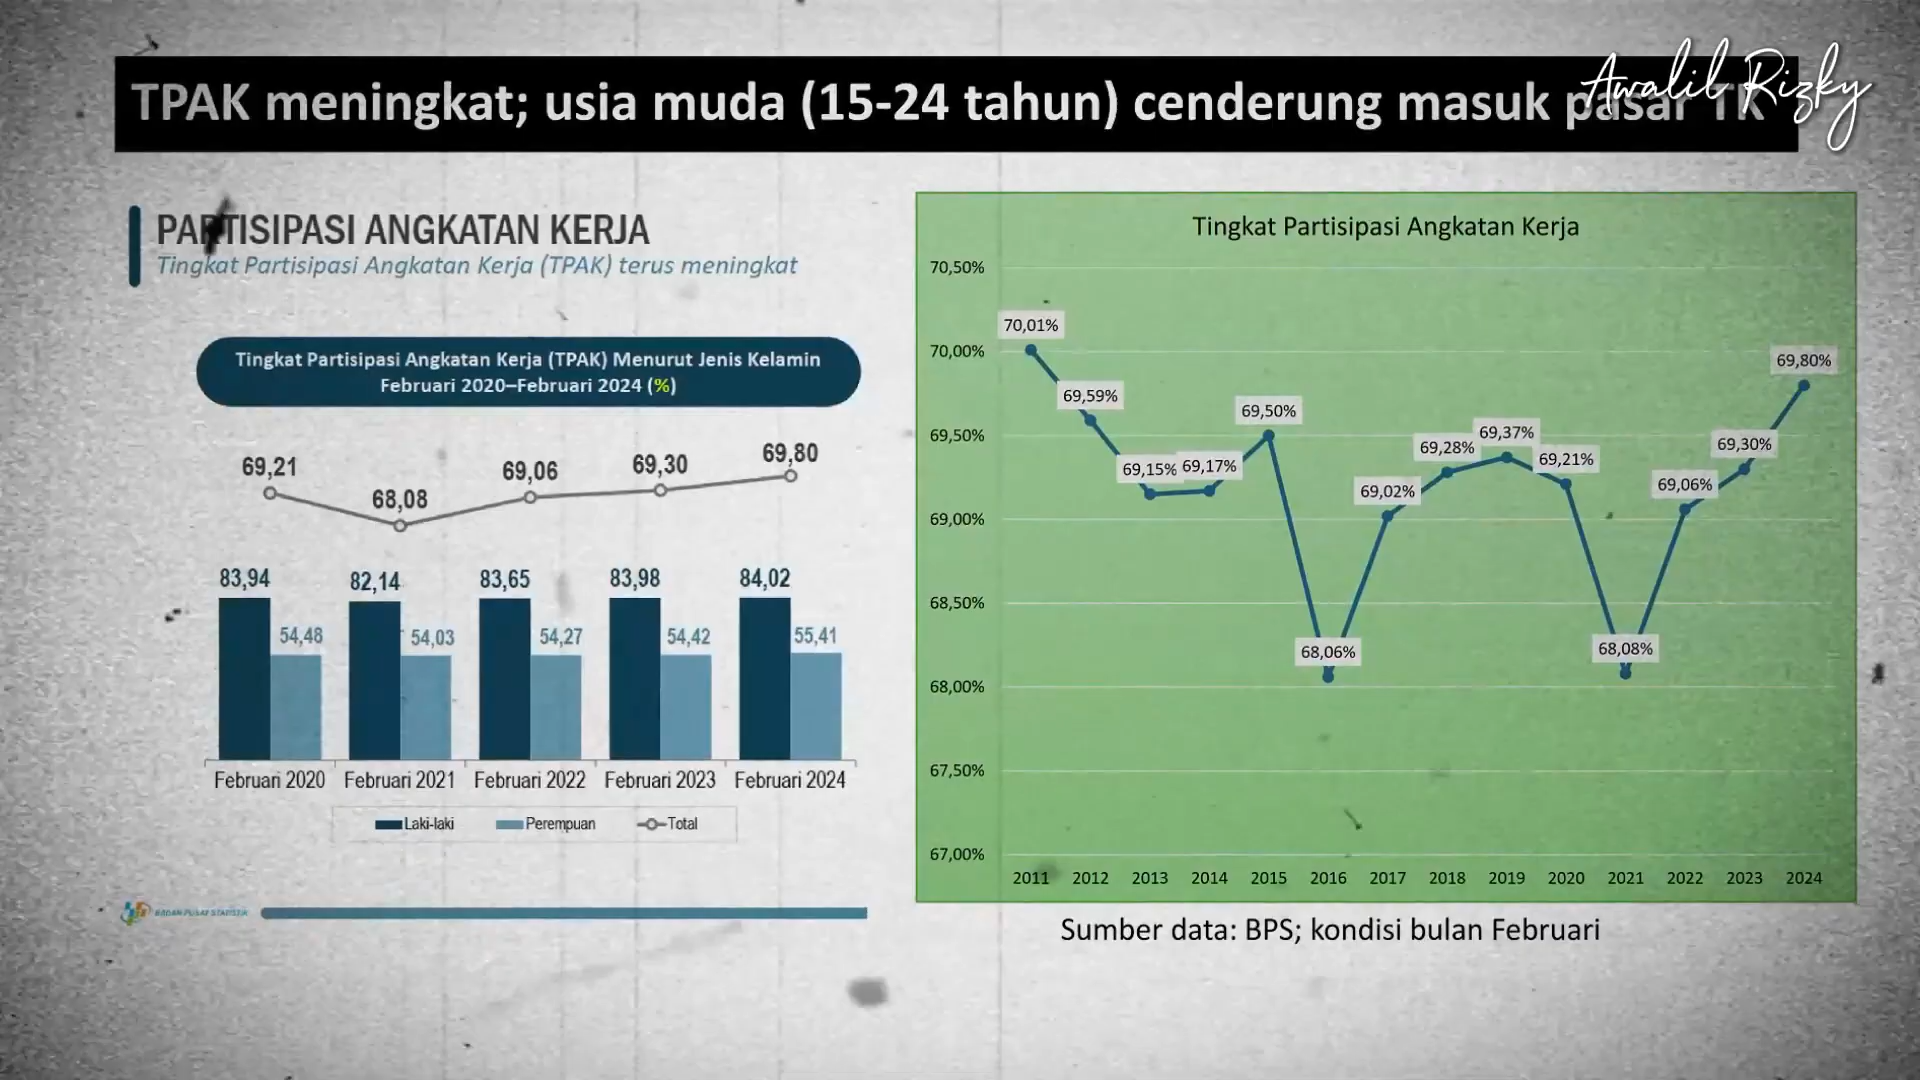 TPAK meningkat; usia muda (15-24 tahun) cenderung masuk pasar TK
Awalil Rizky
PARTISIPASI ANGKATAN KERJA
Tingkat Partisipasi Angkatan Kerja (TPAK) terus meningkat
Tingkat Partisipasi Angkatan Kerja (TPAK) Menurut Jenis Kelamin
Februari 2020–Februari 2024 (%)
69,21 68,08 69,06 69,30 69,80
83,94 82,14 83,65 83,98 84,02
54,48 54,03 54,27 54,42 55,41
Februari 2020 Februari 2021 Februari 2022 Februari 2023 Februari 2024
Laki-laki Perempuan Total
BADAN PUSAT STATISTIK
Tingkat Partisipasi Angkatan Kerja
70,50%
70,00%
69,50%
69,00%
68,50%
68,00%
67,50%
67,00%
70,01% 69,59% 69,15% 69,17% 69,50% 68,06% 69,02% 69,28% 69,37% 69,21% 68,08% 69,06% 69,30% 69,80%
2011 2012 2013 2014 2015 2016 2017 2018 2019 2020 2021 2022 2023 2024
Sumber data: BPS; kondisi bulan Februari